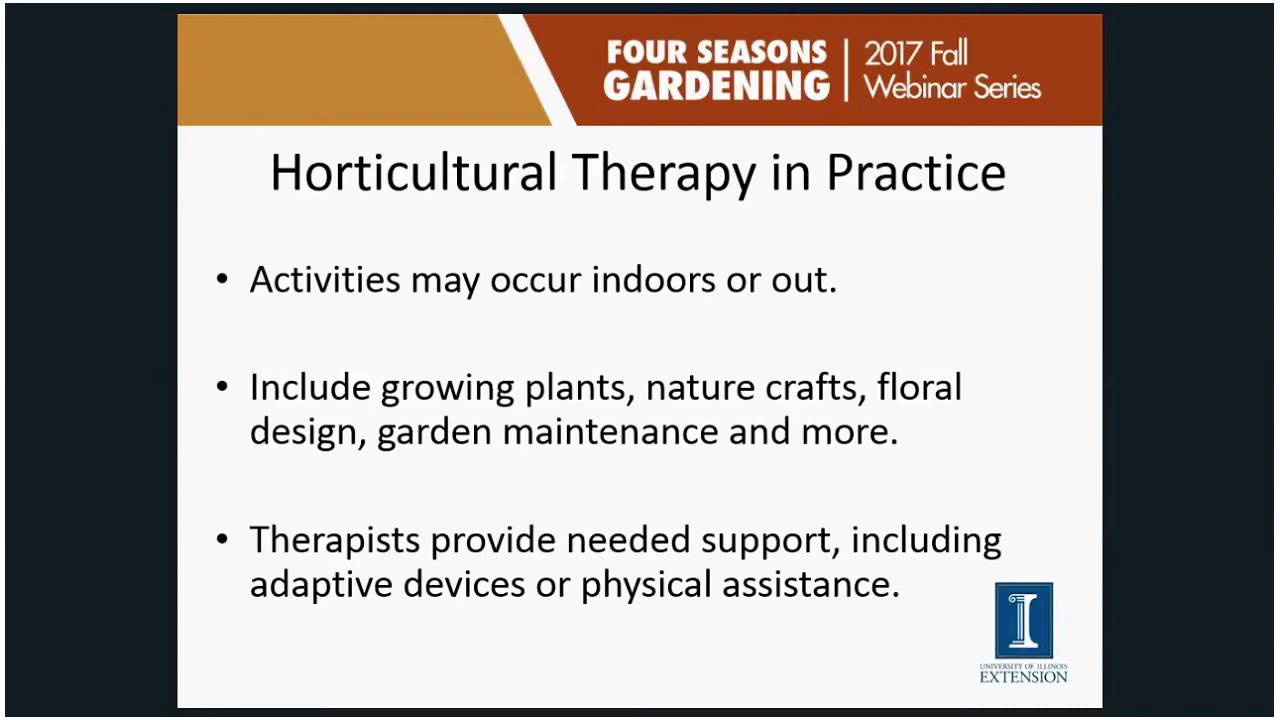 FOUR SEASONS
GARDENING
2017 Fall
Webinar Series
Horticultural Therapy in Practice
• Activities may occur indoors or out.
• Include growing plants, nature crafts, floral
design, garden maintenance and more.
• Therapists provide needed support, including
adaptive devices or physical assistance.
I
UNIVERSITY OF ILLINOIS
EXTENSION